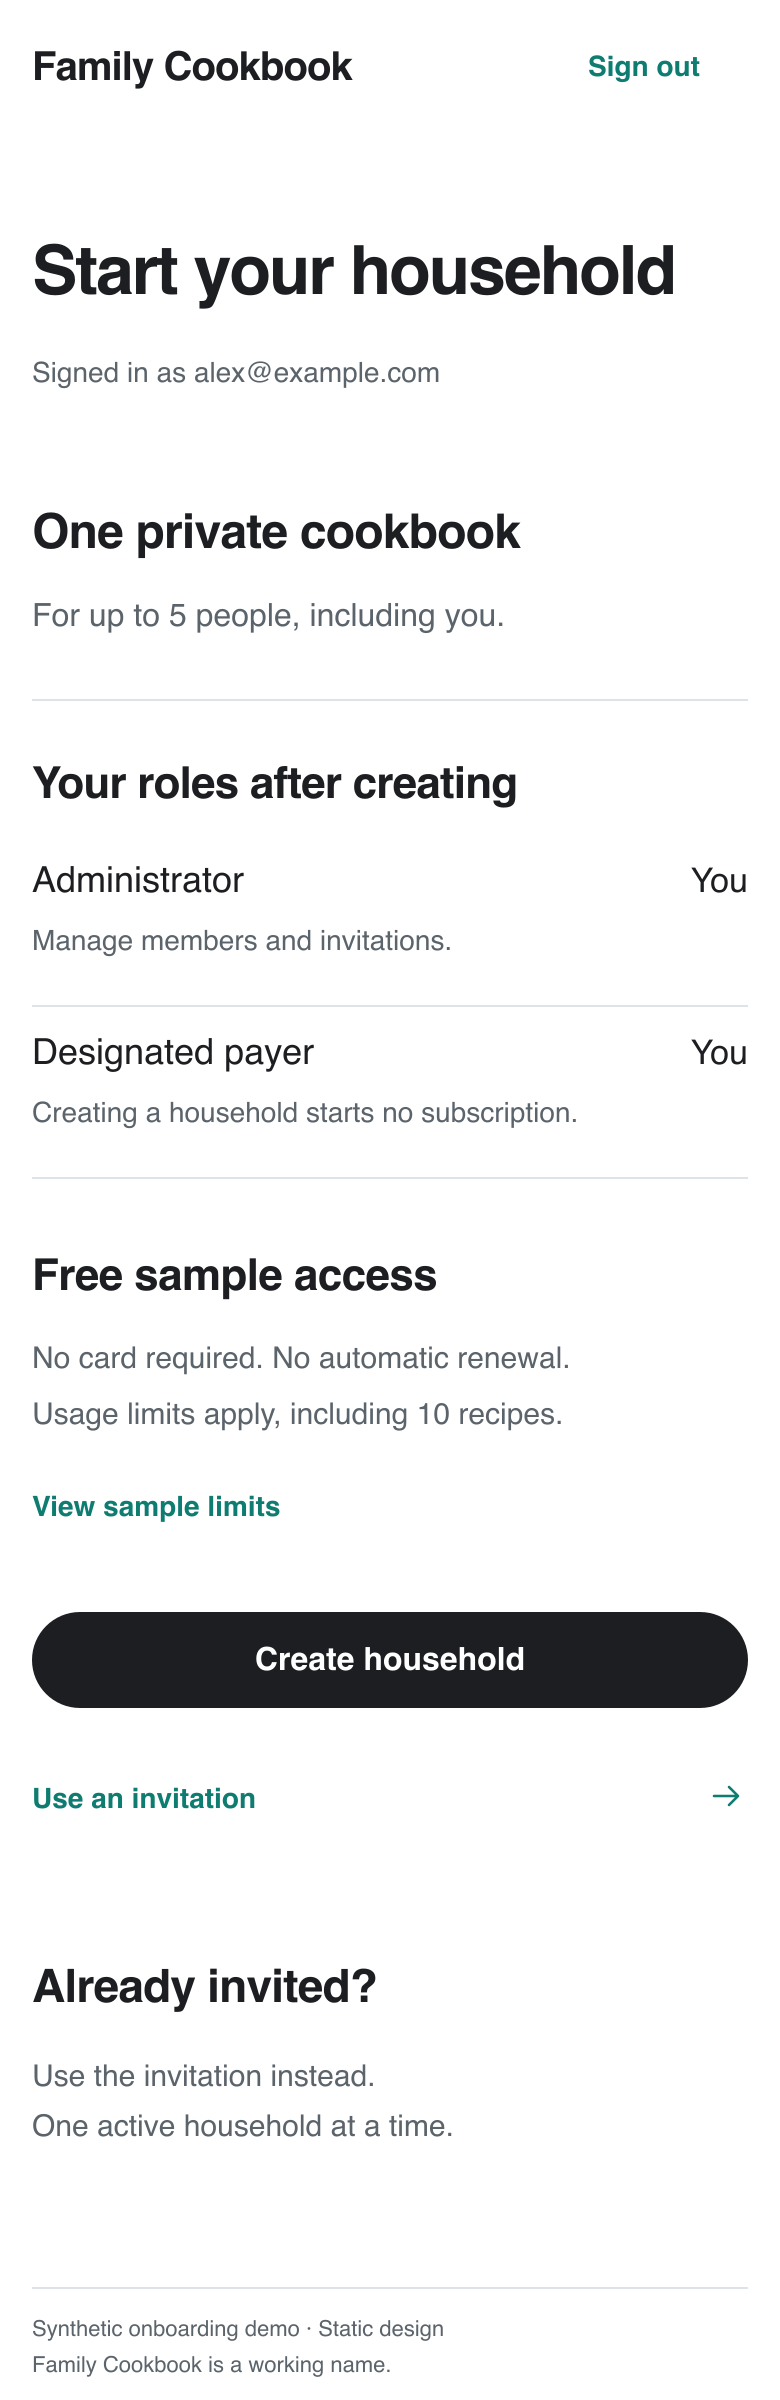 Family Cookbook
Sign out
Start your household
Signed in as alex@example.com
One private cookbook
For up to 5 people, including you.
Your roles after creating
Administrator
You
Manage members and invitations.
Designated payer
You
Creating a household starts no subscription.
Free sample access
No card required. No automatic renewal.
Usage limits apply, including 10 recipes.
View sample limits
Create household
Use an invitation
Already invited?
Use the invitation instead.
One active household at a time.
Synthetic onboarding demo · Static design
Family Cookbook is a working name.